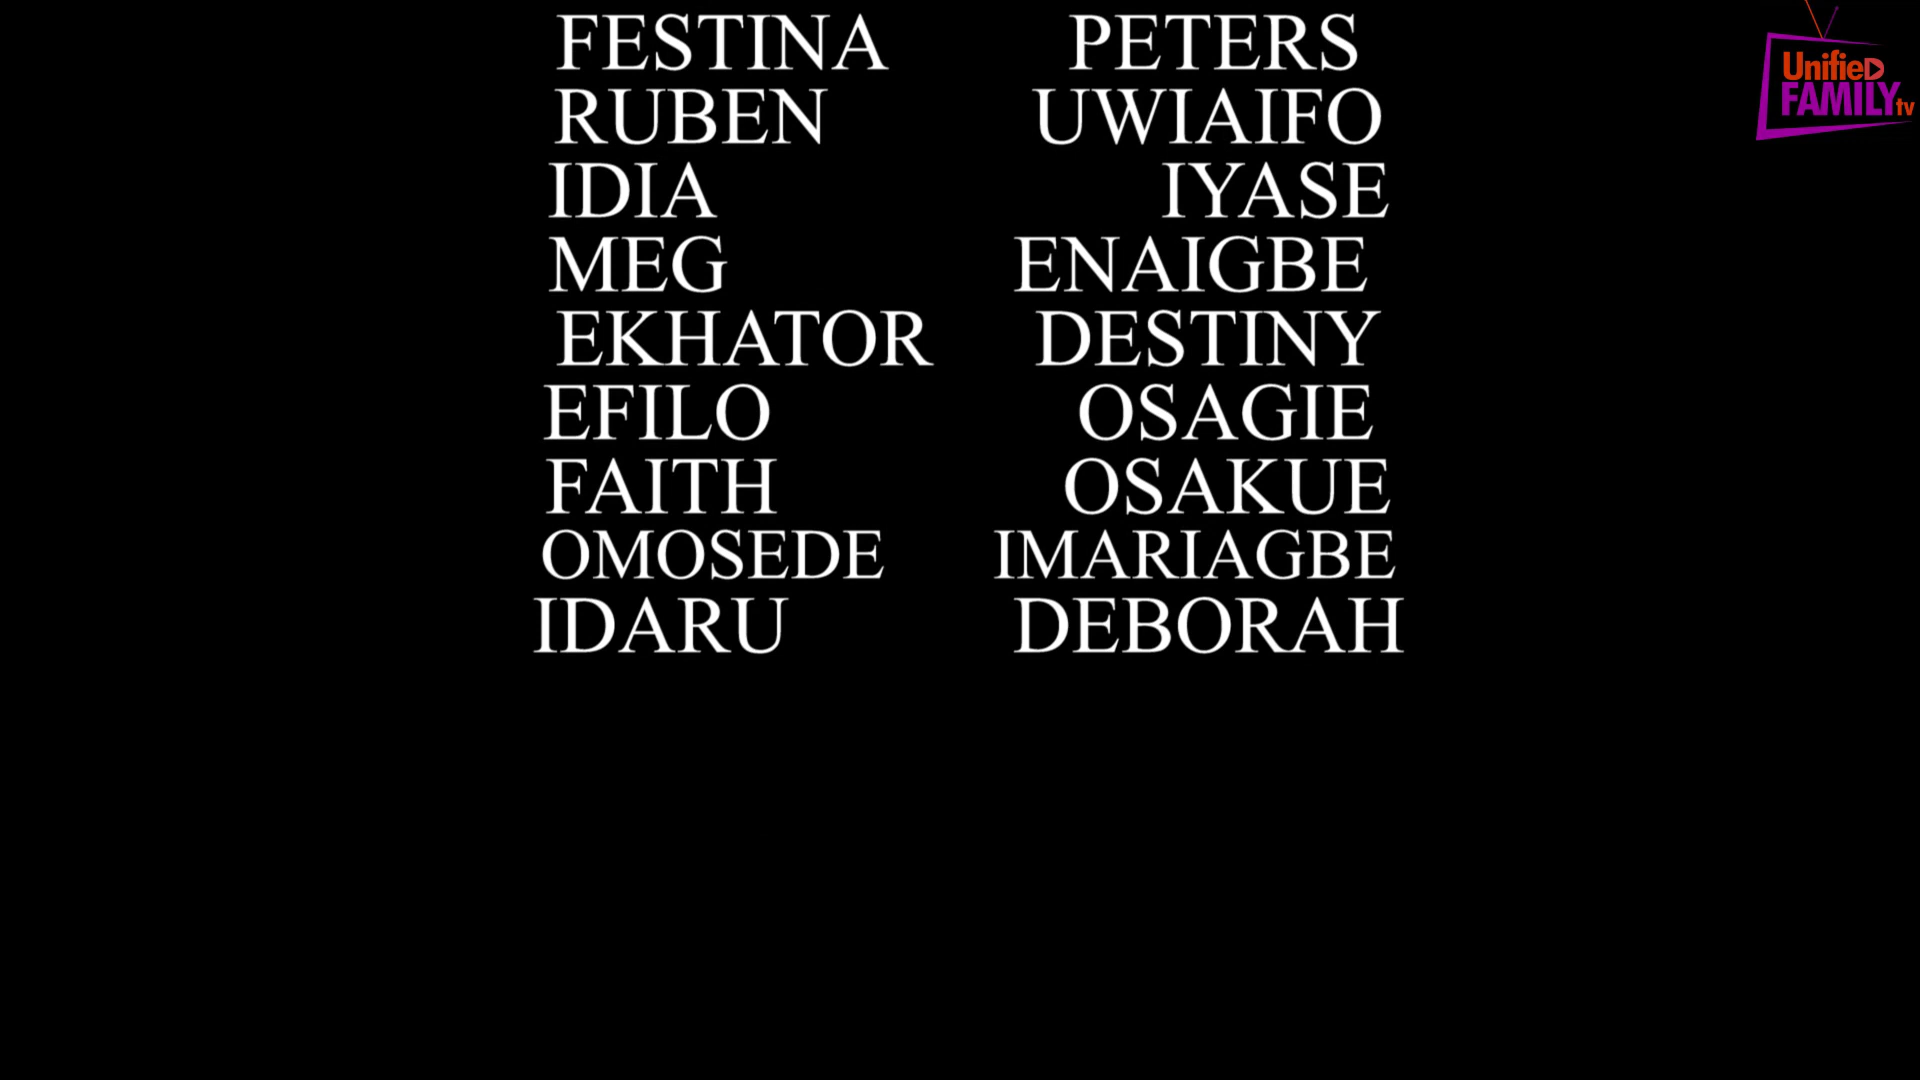 FESTINA PETERS
RUBEN UWIAIFO
IDIA IYASE
MEG ENAIGBE
EKHATOR DESTINY
EFILO OSAGIE
FAITH OSAKUE
OMOSEDE IMARIAGBE
IDARU DEBORAH
UnifieD
FAMILY tv